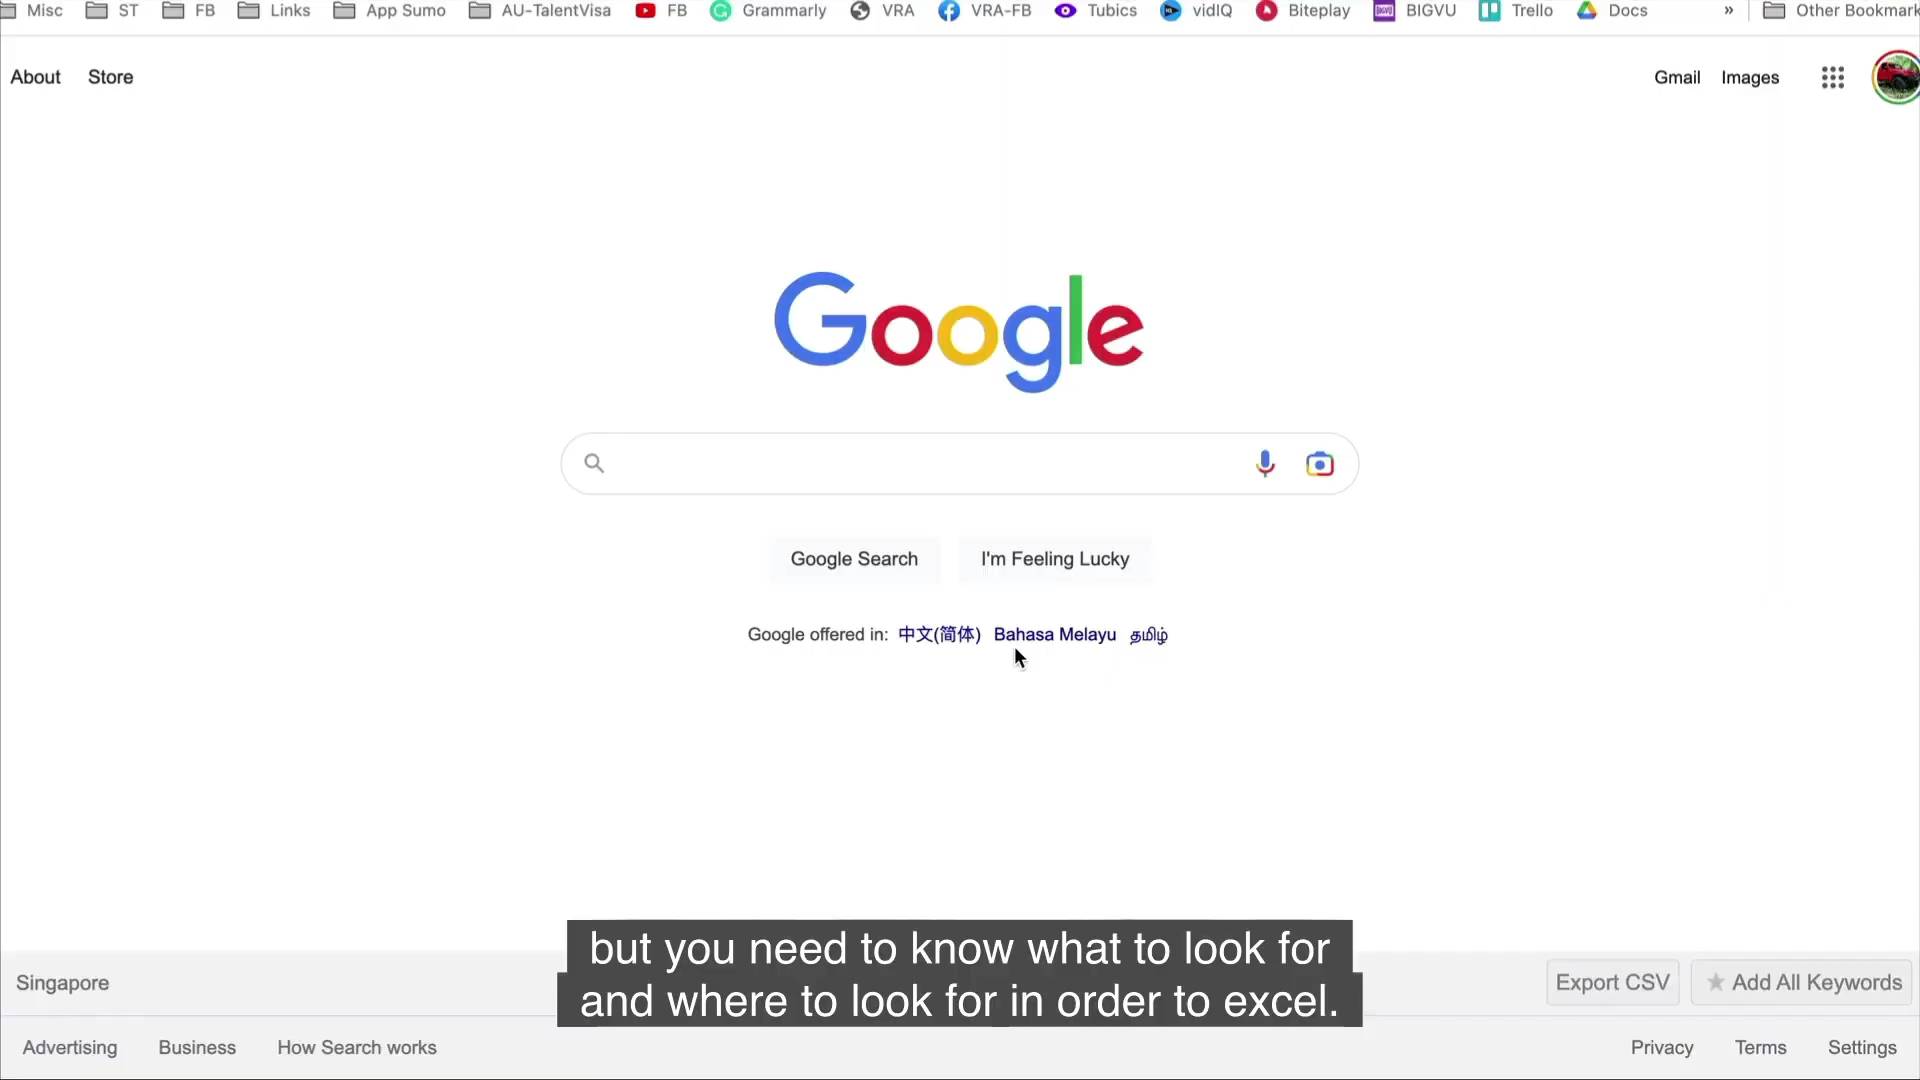 Misc ST FB Links App Sumo AU-TalentVisa FB Grammarly VRA VRA-FB Tubics vidIQ Biteplay BIGVU Trello Docs » Other Bookmark
About Store Gmail Images
Google
Google Search I'm Feeling Lucky
Google offered in: 中文(简体) Bahasa Melayu தமிழ்
but you need to know what to look for
and where to look for in order to excel.
Singapore Export CSV Add All Keywords
Advertising Business How Search works Privacy Terms Settings